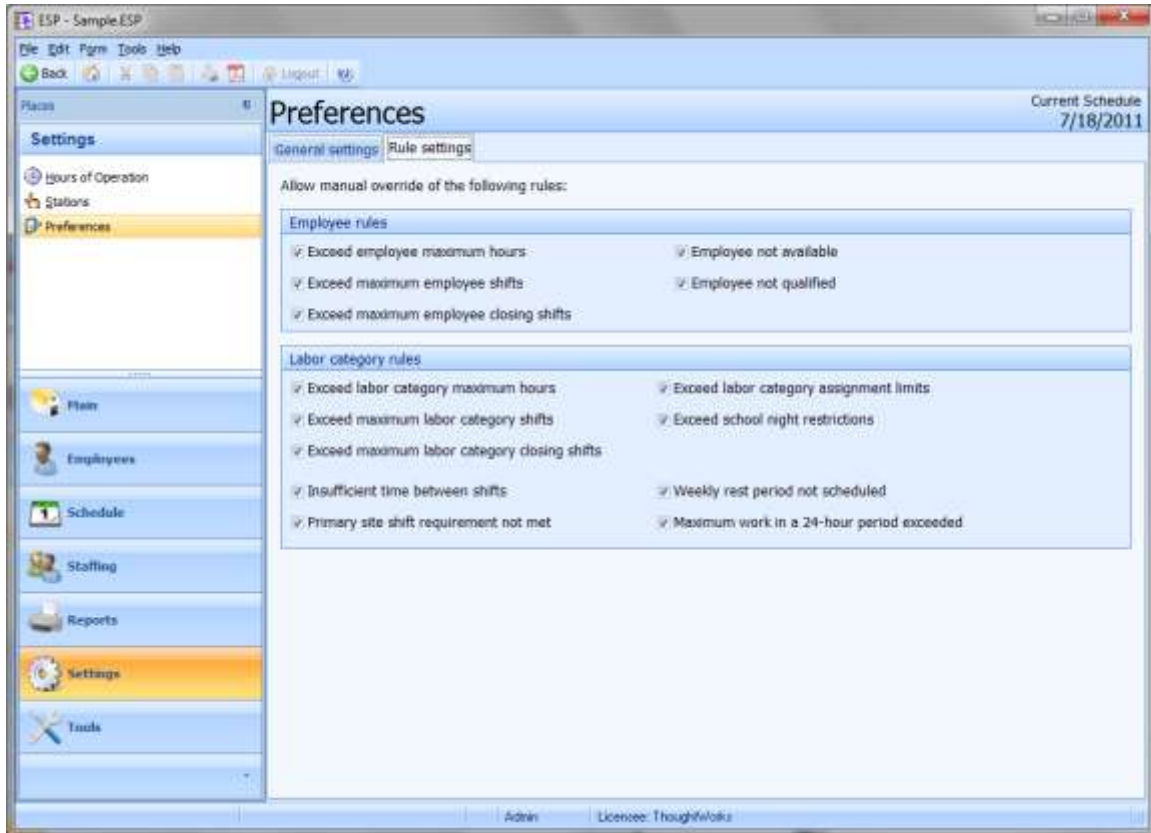 ESP - Sample.ESP
File Edit Form Tools Help
Back Logout
Places
Settings
Hours of Operation
Stations
Preferences
Main
Employees
Schedule
Staffing
Reports
Settings
Tools
Preferences
Current Schedule
7/18/2011
General settings Rule settings
Allow manual override of the following rules:
Employee rules
Exceed employee maximum hours
Employee not available
Exceed maximum employee shifts
Employee not qualified
Exceed maximum employee closing shifts
Labor category rules
Exceed labor category maximum hours
Exceed labor category assignment limits
Exceed maximum labor category shifts
Exceed school night restrictions
Exceed maximum labor category closing shifts
Insufficient time between shifts
Weekly rest period not scheduled
Primary site shift requirement not met
Maximum work in a 24-hour period exceeded
Admin Licensee: ThoughtWorks